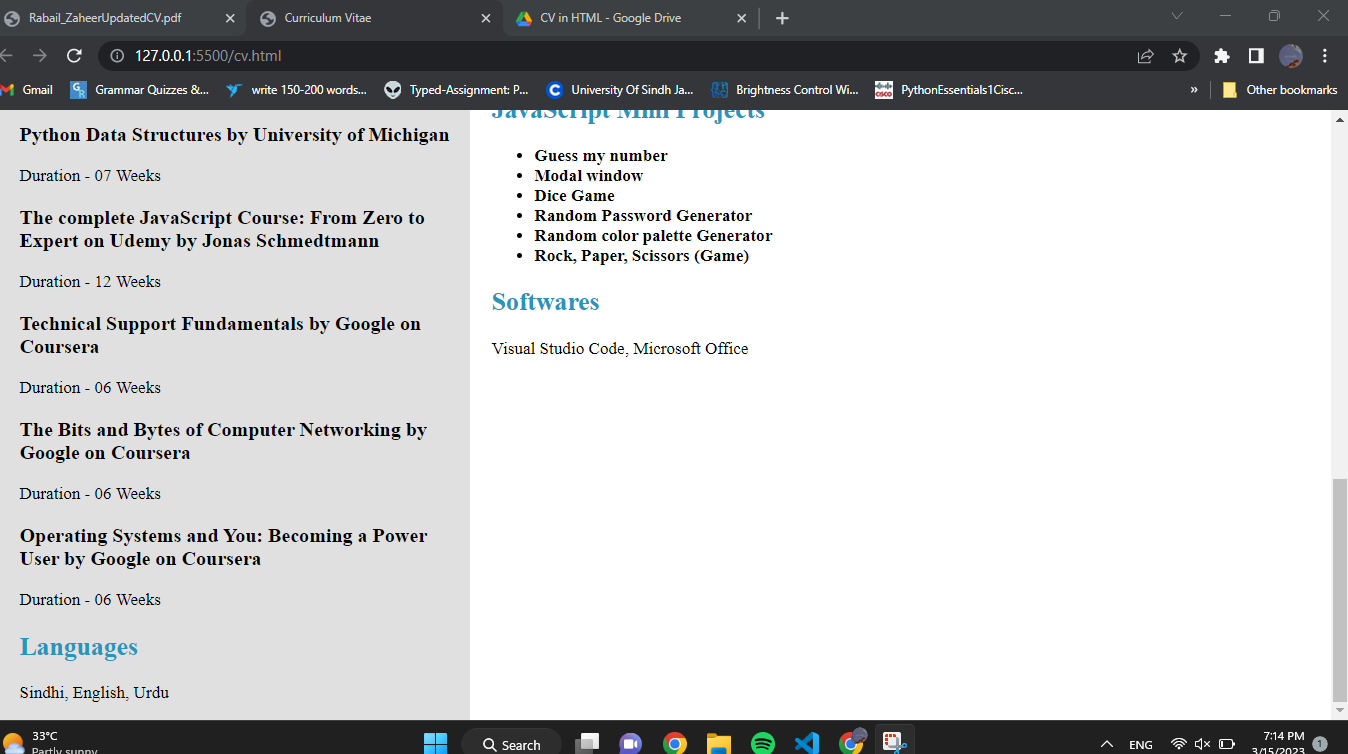 Rabail_ZaheerUpdatedCV.pdf
Curriculum Vitae
CV in HTML - Google Drive
127.0.0.1:5500/cv.html
Gmail
Grammar Quizzes &...
write 150-200 words...
Typed-Assignment: P...
University Of Sindh Ja...
Brightness Control Wi...
CISCO
PythonEssentials1Cisc...
»
Other bookmarks
Python Data Structures by University of Michigan
Duration - 07 Weeks
The complete JavaScript Course: From Zero to
Expert on Udemy by Jonas Schmedtmann
Duration - 12 Weeks
Technical Support Fundamentals by Google on
Coursera
Duration - 06 Weeks
The Bits and Bytes of Computer Networking by
Google on Coursera
Duration - 06 Weeks
Operating Systems and You: Becoming a Power
User by Google on Coursera
Duration - 06 Weeks
Languages
Sindhi, English, Urdu
JavaScript Mini Projects
• Guess my number
• Modal window
• Dice Game
• Random Password Generator
• Random color palette Generator
• Rock, Paper, Scissors (Game)
Softwares
Visual Studio Code, Microsoft Office
33°C
Partly sunny
Search
ENG
7:14 PM
3/15/2023
1